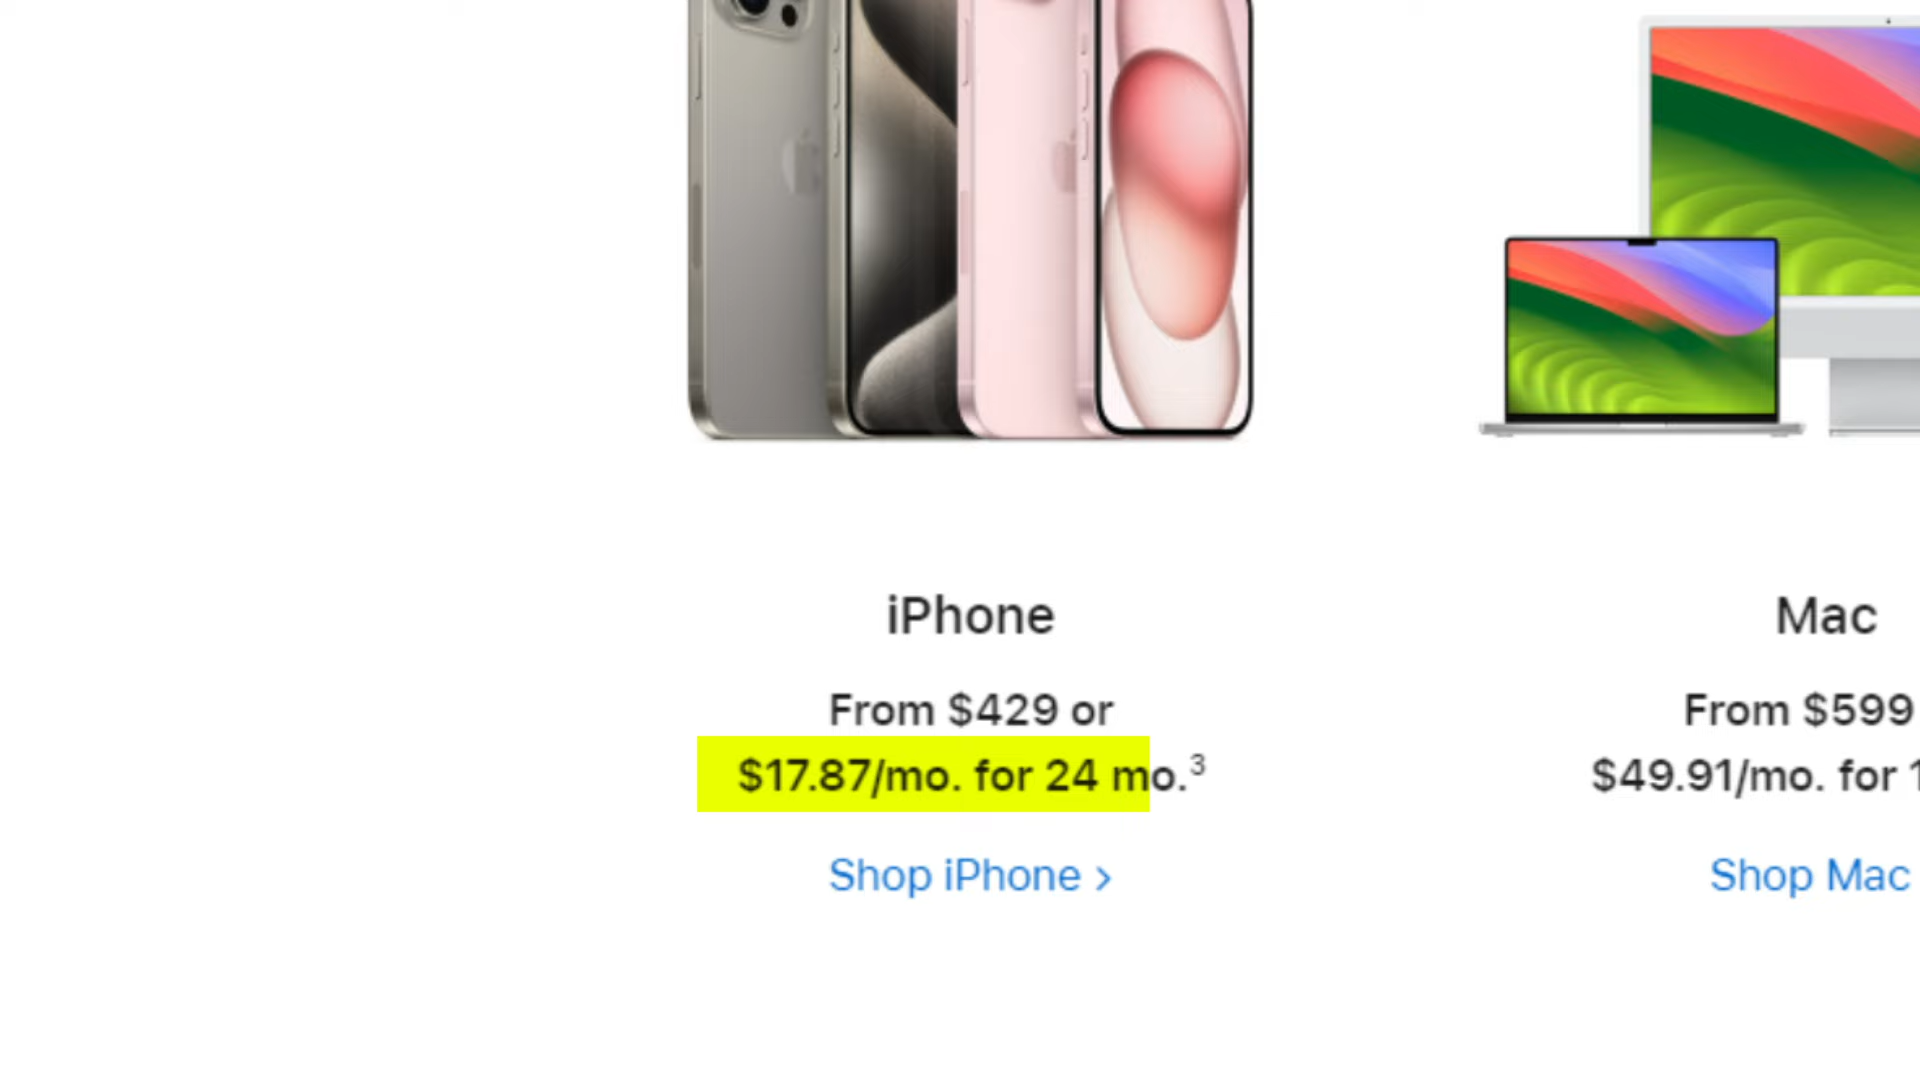 iPhone
From $429 or
$17.87/mo. for 24 mo.³
Shop iPhone >
Mac
From $599
$49.91/mo. for 1
Shop Mac